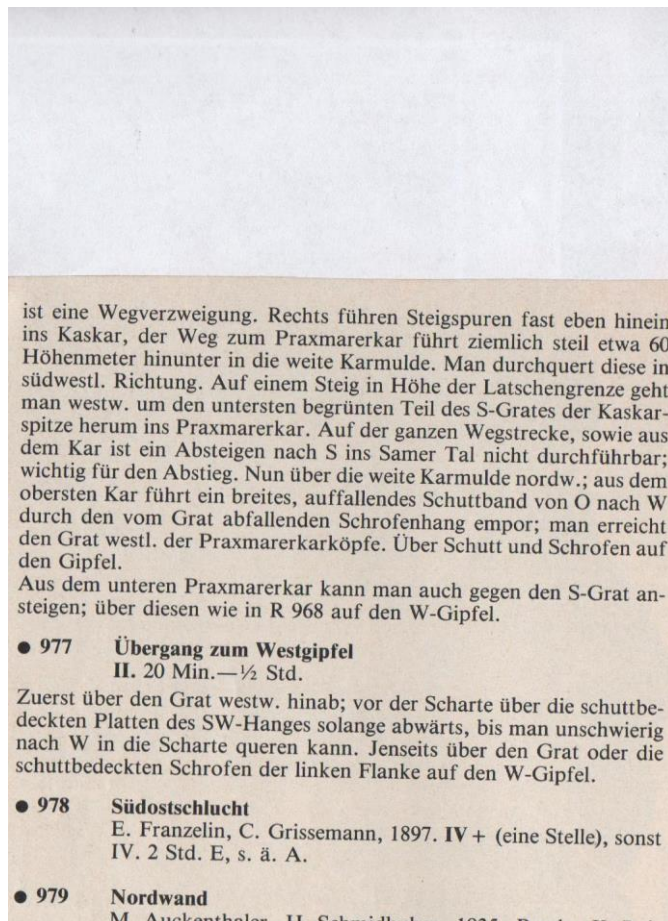 ist eine Wegverzweigung. Rechts führen Steigspuren fast eben hinein
ins Kaskar, der Weg zum Praxmarerkar führt ziemlich steil etwa 60
Höhenmeter hinunter in die weite Karmulde. Man durchquert diese in
südwestl. Richtung. Auf einem Steig in Höhe der Latschengrenze geht
man westw. um den untersten begrünten Teil des S-Grates der Kaskar-
spitze herum ins Praxmarerkar. Auf der ganzen Wegstrecke, sowie aus
dem Kar ist ein Absteigen nach S ins Samer Tal nicht durchführbar;
wichtig für den Abstieg. Nun über die weite Karmulde nordw.; aus dem
obersten Kar führt ein breites, auffallendes Schuttband von O nach W
durch den vom Grat abfallenden Schrofenhang empor; man erreicht
den Grat westl. der Praxmarerkarköpfe. Über Schutt und Schrofen auf
den Gipfel.
Aus dem unteren Praxmarerkar kann man auch gegen den S-Grat an-
steigen; über diesen wie in R 968 auf den W-Gipfel.
● 977 Übergang zum Westgipfel
II. 20 Min.—½ Std.
Zuerst über den Grat westw. hinab; vor der Scharte über die schuttbe-
deckten Platten des SW-Hanges solange abwärts, bis man unschwierig
nach W in die Scharte queren kann. Jenseits über den Grat oder die
schuttbedeckten Schrofen der linken Flanke auf den W-Gipfel.
● 978 Südostschlucht
E. Franzelin, C. Grissemann, 1897. IV + (eine Stelle), sonst
IV. 2 Std. E, s. ä. A.
● 979 Nordwand
M. Auckenthaler, H. Schmidhuber, 1935.